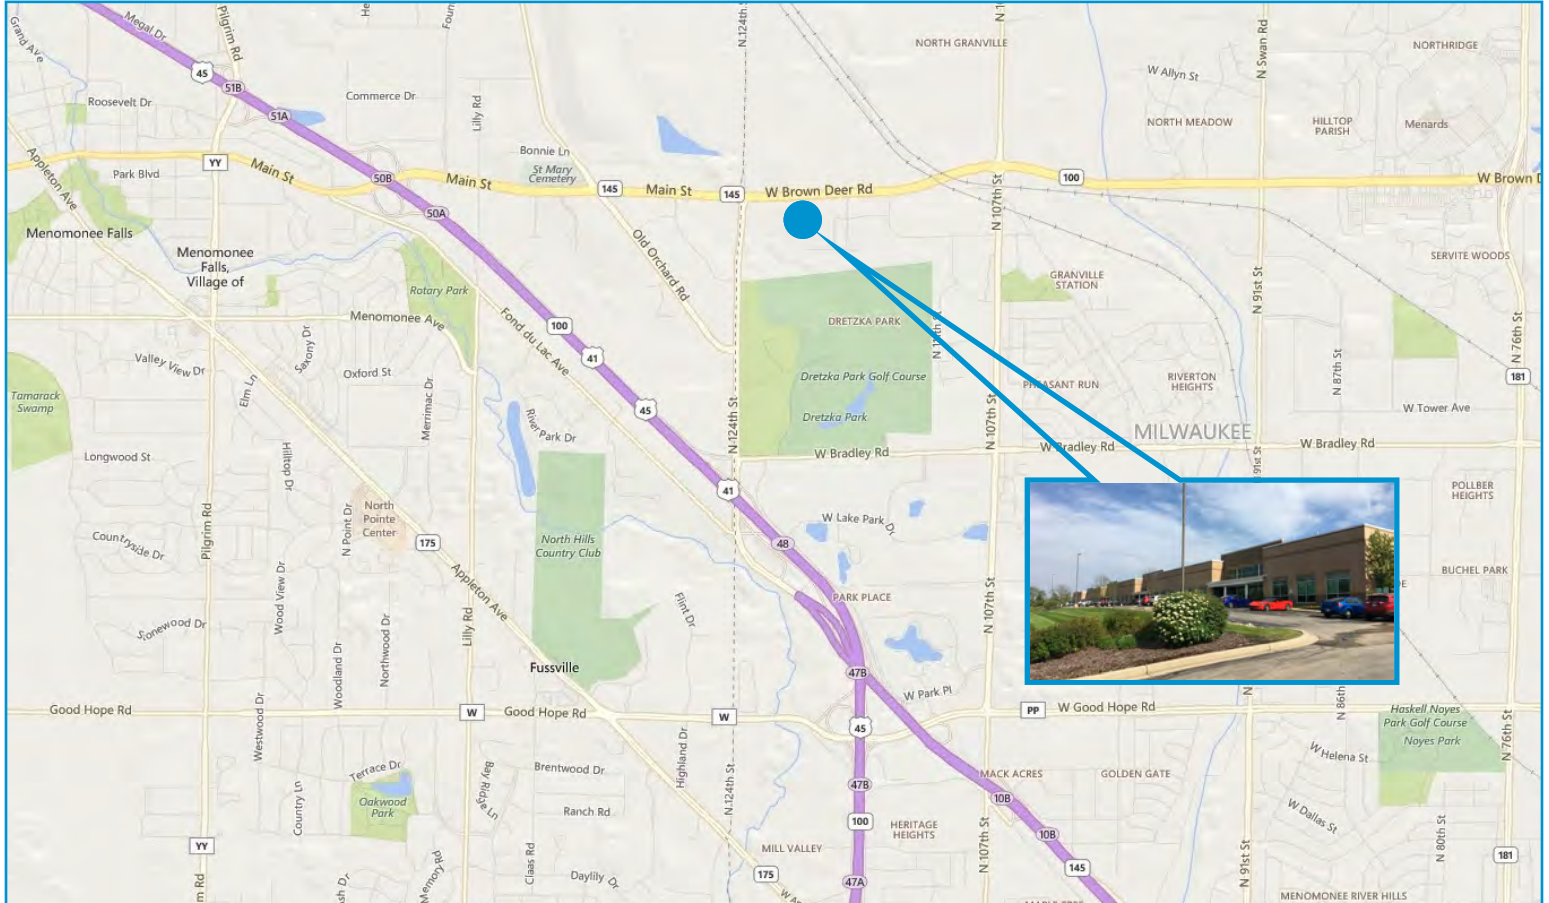 Grand Ave
Megal Dr
Pilgrim Rd
He
Foun
N 124th St
N 1
N Swan Rd
NORTH GRANVILLE
NORTHRIDGE
45
51B
51A
Roosevelt Dr
Commerce Dr
Lilly Rd
W Allyn St
NORTH MEADOW
HILLTOP
PARISH
Menards
Appleton Ave
YY
Park Blvd
Main St
50B
Main St
Bonnie Ln
St Mary
Cemetery
145
Main St
145
W Brown Deer Rd
100
W Brown D
50A
N 107th St
Menomonee Falls
Menomonee
Falls,
Village of
Old Orchard Rd
SERVITE WOODS
GRANVILLE
STATION
N 91st St
Rotary Park
Menomonee Ave
Fond du Lac Ave
100
41
DRETZKA PARK
N 76th St
Valley View Dr
Saxony Dr
Oxford St
Elm Ln
Merrimac Dr
Dretzka Park Golf Course
PHEASANT RUN
RIVERTON
HEIGHTS
N 87th St
181
Tamarack
Swamp
45
River Park Dr
N 124th St
Dretzka Park
N 107th St
W Tower Ave
MILWAUKEE
Longwood St
Hilltop Dr
W Bradley Rd
W Bradley Rd
W Bradley Rd
91st St
41
POLLBER
HEIGHTS
Pilgrim Rd
N Point Dr
North
Pointe
Center
W Lake Park Dr
Countryside Dr
175
North Hills
Country Club
48
BUCHEL PARK
Wood View Dr
Appleton Ave
PARK PLACE
N 107th St
Stonewood Dr
Northwood Dr
Lilly Rd
Flint Dr
Woodland Dr
Fussville
47B
W Park Pl
Good Hope Rd
W
Good Hope Rd
W
PP
W Good Hope Rd
N
N 86th
Haskell Noyes
Park Golf Course
Noyes Park
N 76th St
Westwood Dr
45
Highland Dr
W Helena St
Terrace Dr
Brentwood Dr
N 124th St
47B
MACK ACRES
GOLDEN GATE
Country Ln
Oakwood
Park
Bay Ridge Ln
Ranch Rd
10B
W Dallas St
100
HERITAGE
HEIGHTS
10B
YY
MILL VALLEY
N 107th St
N 80th St
181
Memory Rd
Claas Rd
Daylily Dr
175
47A
145
N 91st St
MENOMONEE RIVER HILLS